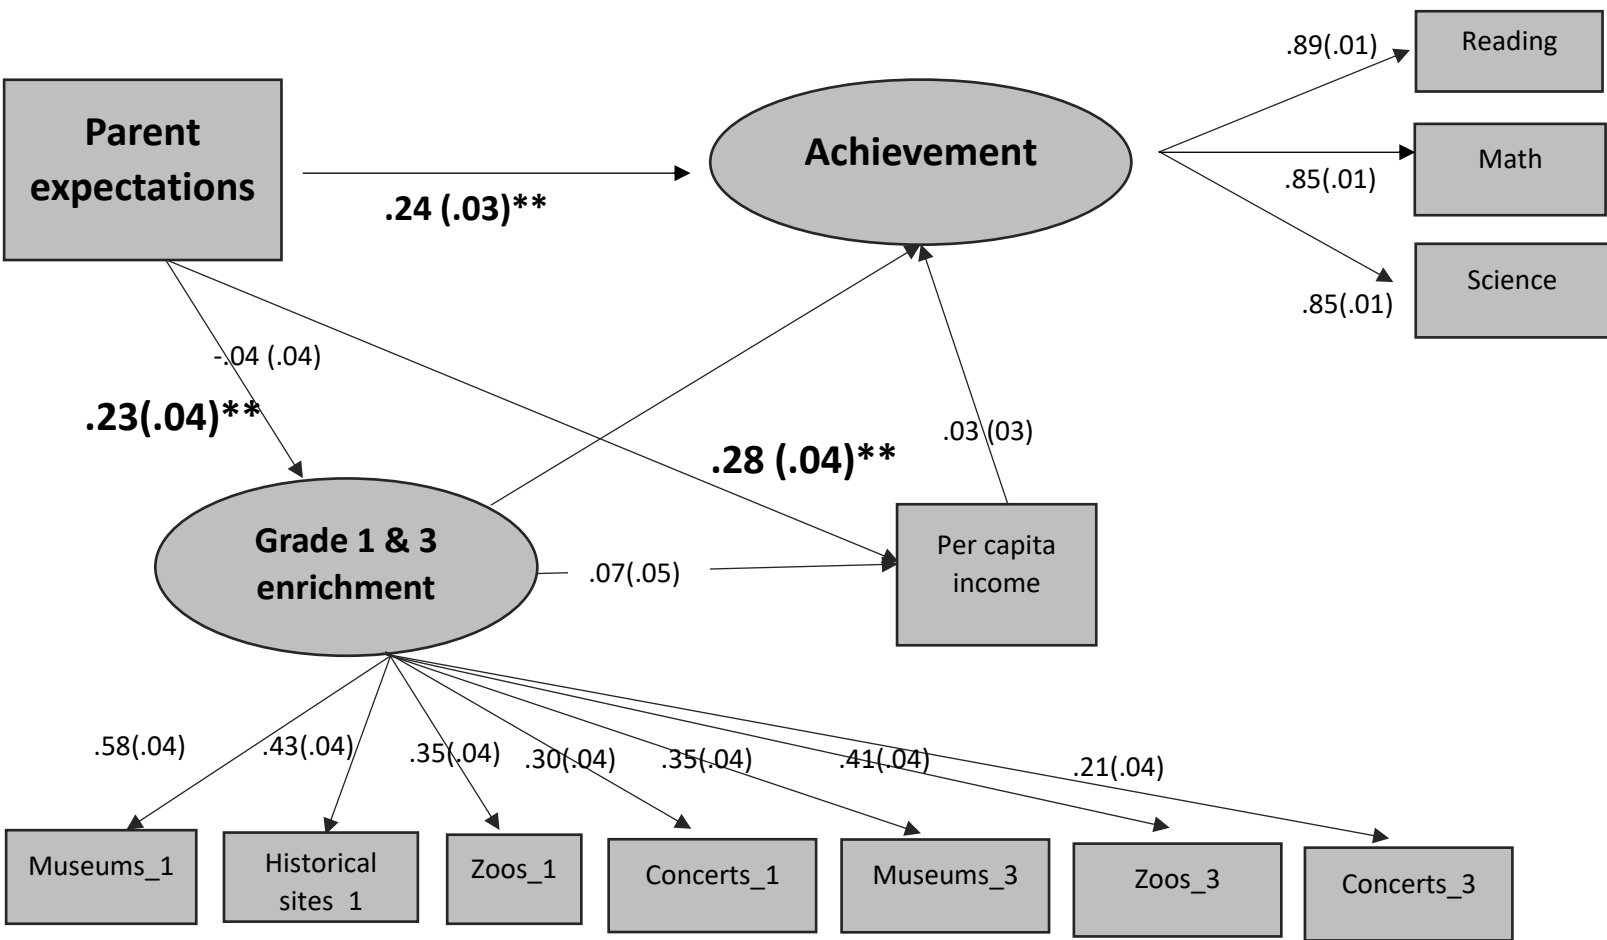 Reading
.89(.01)
Parent
expectations
Achievement
Math
.85(.01)
.24 (.03)**
Science
.85(.01)
-.04 (.04)
.23(.04)**
.28 (.04)**
.03 (03)
Grade 1 & 3
enrichment
.07(.05)
Per capita
income
.58(.04)
.43(.04)
.35(.04)
.30(.04)
.35(.04)
.41(.04)
.21(.04)
Museums_1
Historical
sites_1
Zoos_1
Concerts_1
Museums_3
Zoos_3
Concerts_3